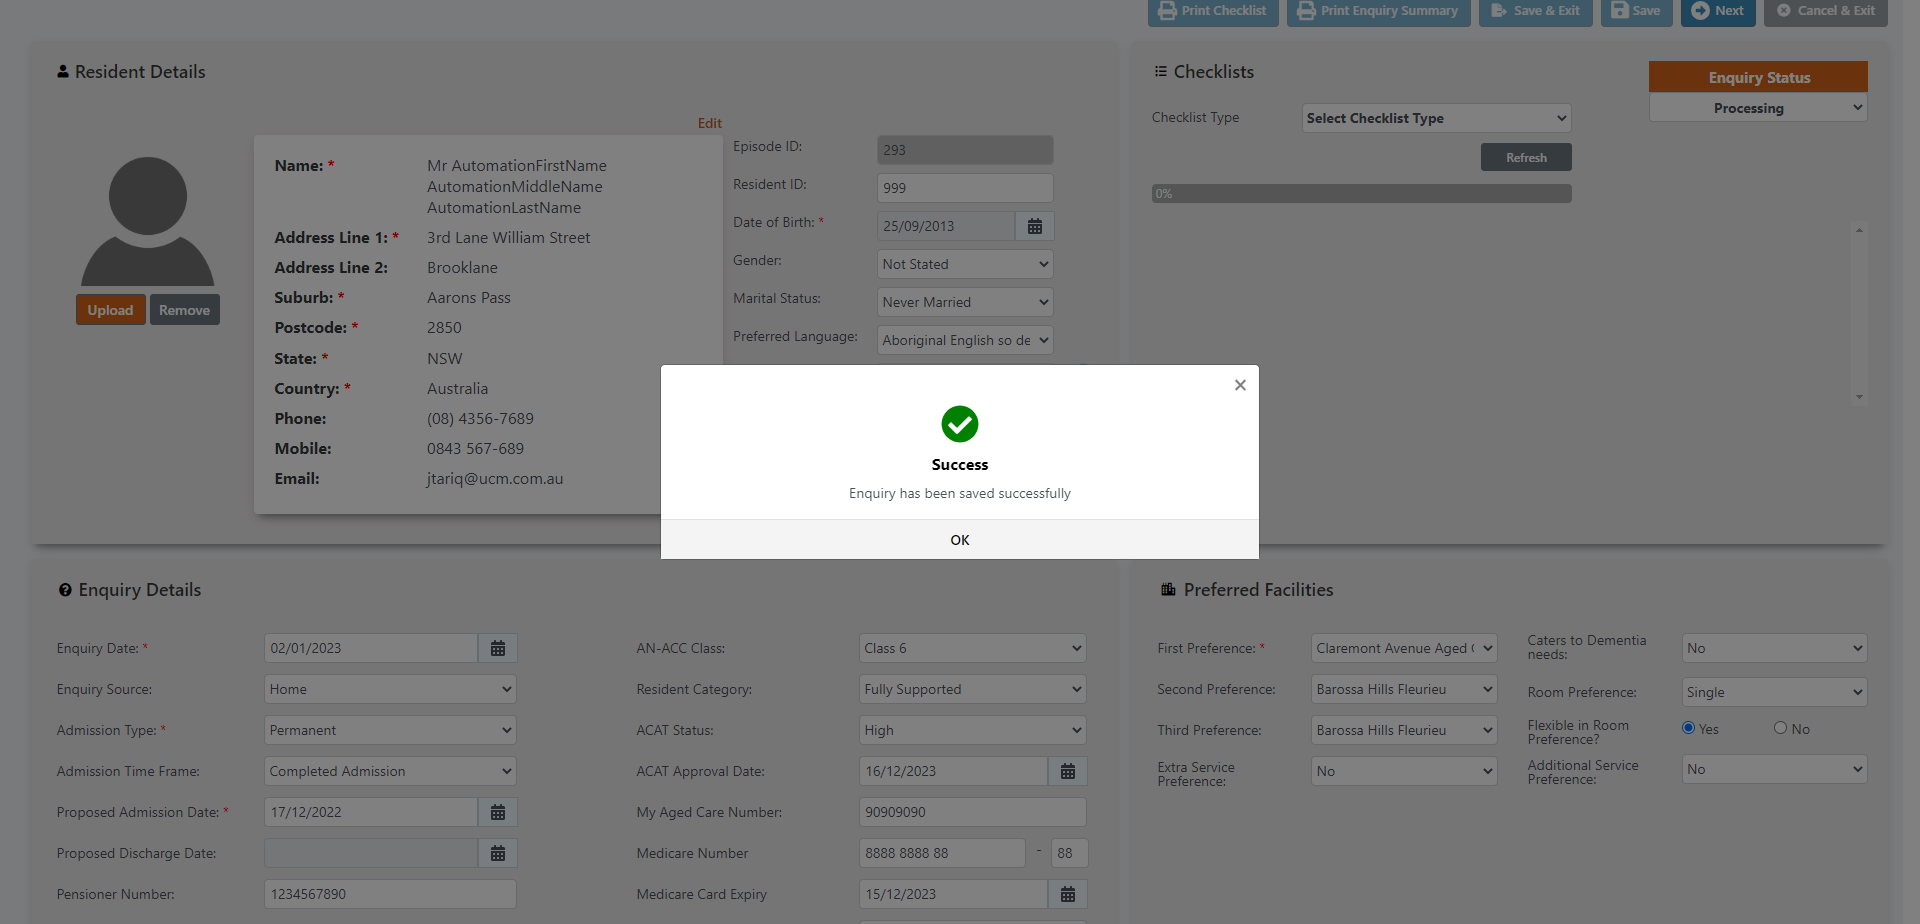 Print Checklist
Print Enquiry Summary
Save & Exit
Save
Next
Cancel & Exit
Resident Details
Edit
Name: *
Mr AutomationFirstName
AutomationMiddleName
AutomationLastName
Address Line 1: *
3rd Lane William Street
Address Line 2:
Brooklane
Suburb: *
Aarons Pass
Postcode: *
2850
State: *
NSW
Country: *
Australia
Phone:
(08) 4356-7689
Mobile:
0843 567-689
Email:
jtariq@ucm.com.au
Upload
Remove
Episode ID:
293
Resident ID:
999
Date of Birth: *
25/09/2013
Gender:
Not Stated
Marital Status:
Never Married
Preferred Language:
Aboriginal English so de
Checklists
Checklist Type
Select Checklist Type
Refresh
0%
Enquiry Status
Processing
×
Success
Enquiry has been saved successfully
OK
Enquiry Details
Enquiry Date: *
02/01/2023
Enquiry Source:
Home
Admission Type: *
Permanent
Admission Time Frame:
Completed Admission
Proposed Admission Date: *
17/12/2022
Proposed Discharge Date:
Pensioner Number:
1234567890
AN-ACC Class:
Class 6
Resident Category:
Fully Supported
ACAT Status:
High
ACAT Approval Date:
16/12/2023
My Aged Care Number:
90909090
Medicare Number
8888 8888 88
-
88
Medicare Card Expiry
15/12/2023
Preferred Facilities
First Preference: *
Claremont Avenue Aged
Second Preference:
Barossa Hills Fleurieu
Third Preference:
Barossa Hills Fleurieu
Extra Service
Preference:
No
Caters to Dementia
needs:
No
Room Preference:
Single
Flexible in Room
Preference?
Yes
No
Additional Service
Preference:
No